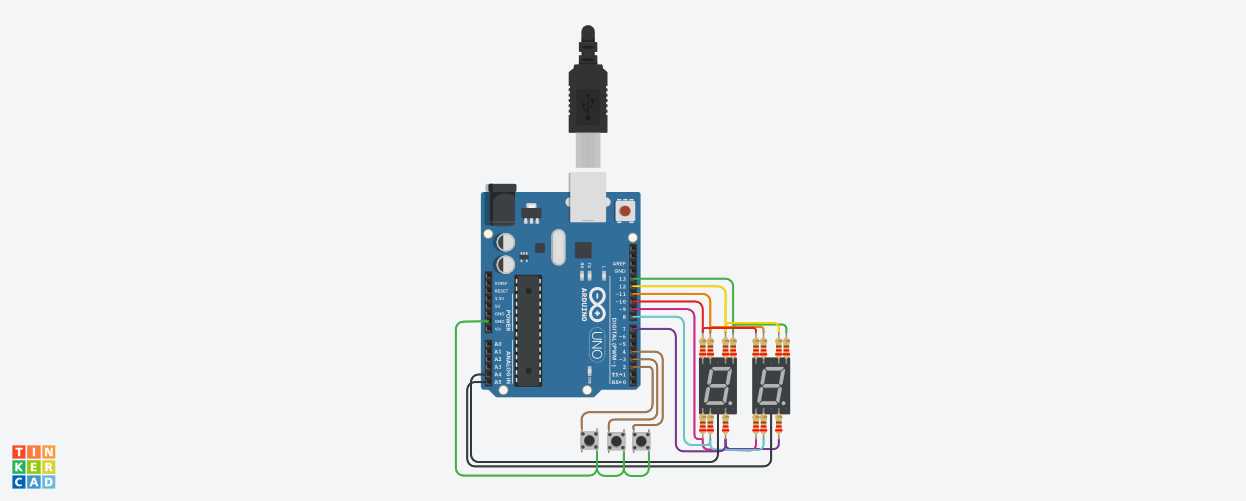 AREF
GND
13
12
~11
~10
~9
8
7
~6
~5
4
~3
2
TX→1
RX←0
DIGITAL (PWM~)
IOREF
RESET
3.3V
5V
GND
GND
Vin
POWER
A0
A1
A2
A3
A4
A5
ANALOG IN
RX
TX
L
ARDUINO
UNO
ON
8.
8.
TIN
KER
CAD